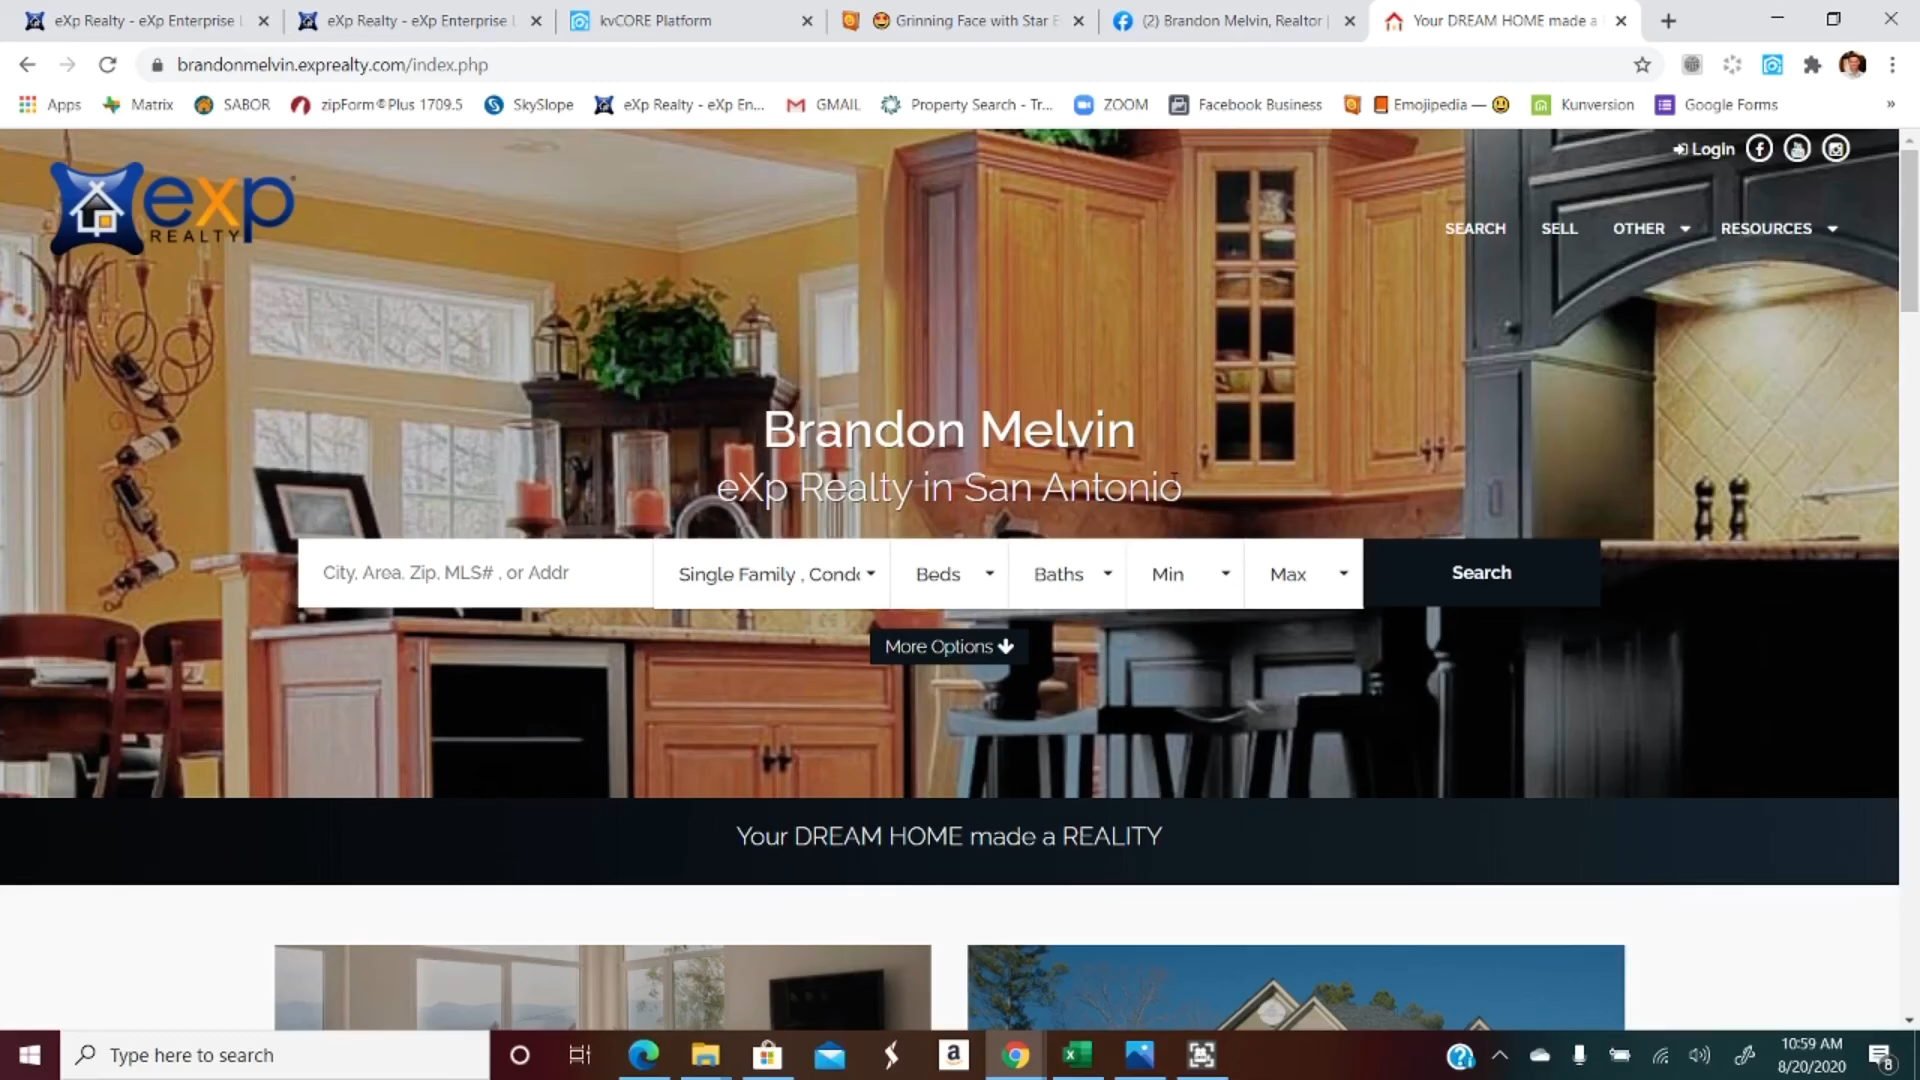 eXp Realty - eXp Enterprise
eXp Realty - eXp Enterprise
kvCORE Platform
Grinning Face with Star E
(2) Brandon Melvin, Realtor |
Your DREAM HOME made a
brandonmelvin.exprealty.com/index.php
Apps
Matrix
SABOR
zipForm®Plus 1709.5
SkySlope
eXp Realty - eXp En...
GMAIL
Property Search - Tr...
ZOOM
Facebook Business
Emojipedia —
Kunversion
Google Forms
»
Login
exp
REALTY
SEARCH
SELL
OTHER
RESOURCES
Brandon Melvin
eXp Realty in San Antonio
City, Area, Zip, MLS# , or Addr
Single Family , Cond
Beds
Baths
Min
Max
Search
More Options
Your DREAM HOME made a REALITY
Type here to search
10:59 AM
8/20/2020
8